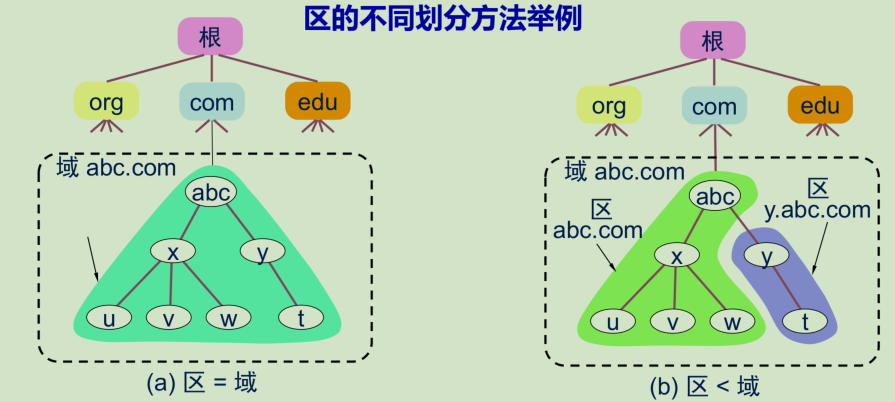 区的不同划分方法举例
根
org
com
edu
域 abc.com
abc
x
y
u
v
w
t
(a) 区 = 域
根
org
com
edu
域 abc.com
区
abc.com
区
y.abc.com
abc
x
y
u
v
w
t
(b) 区 < 域